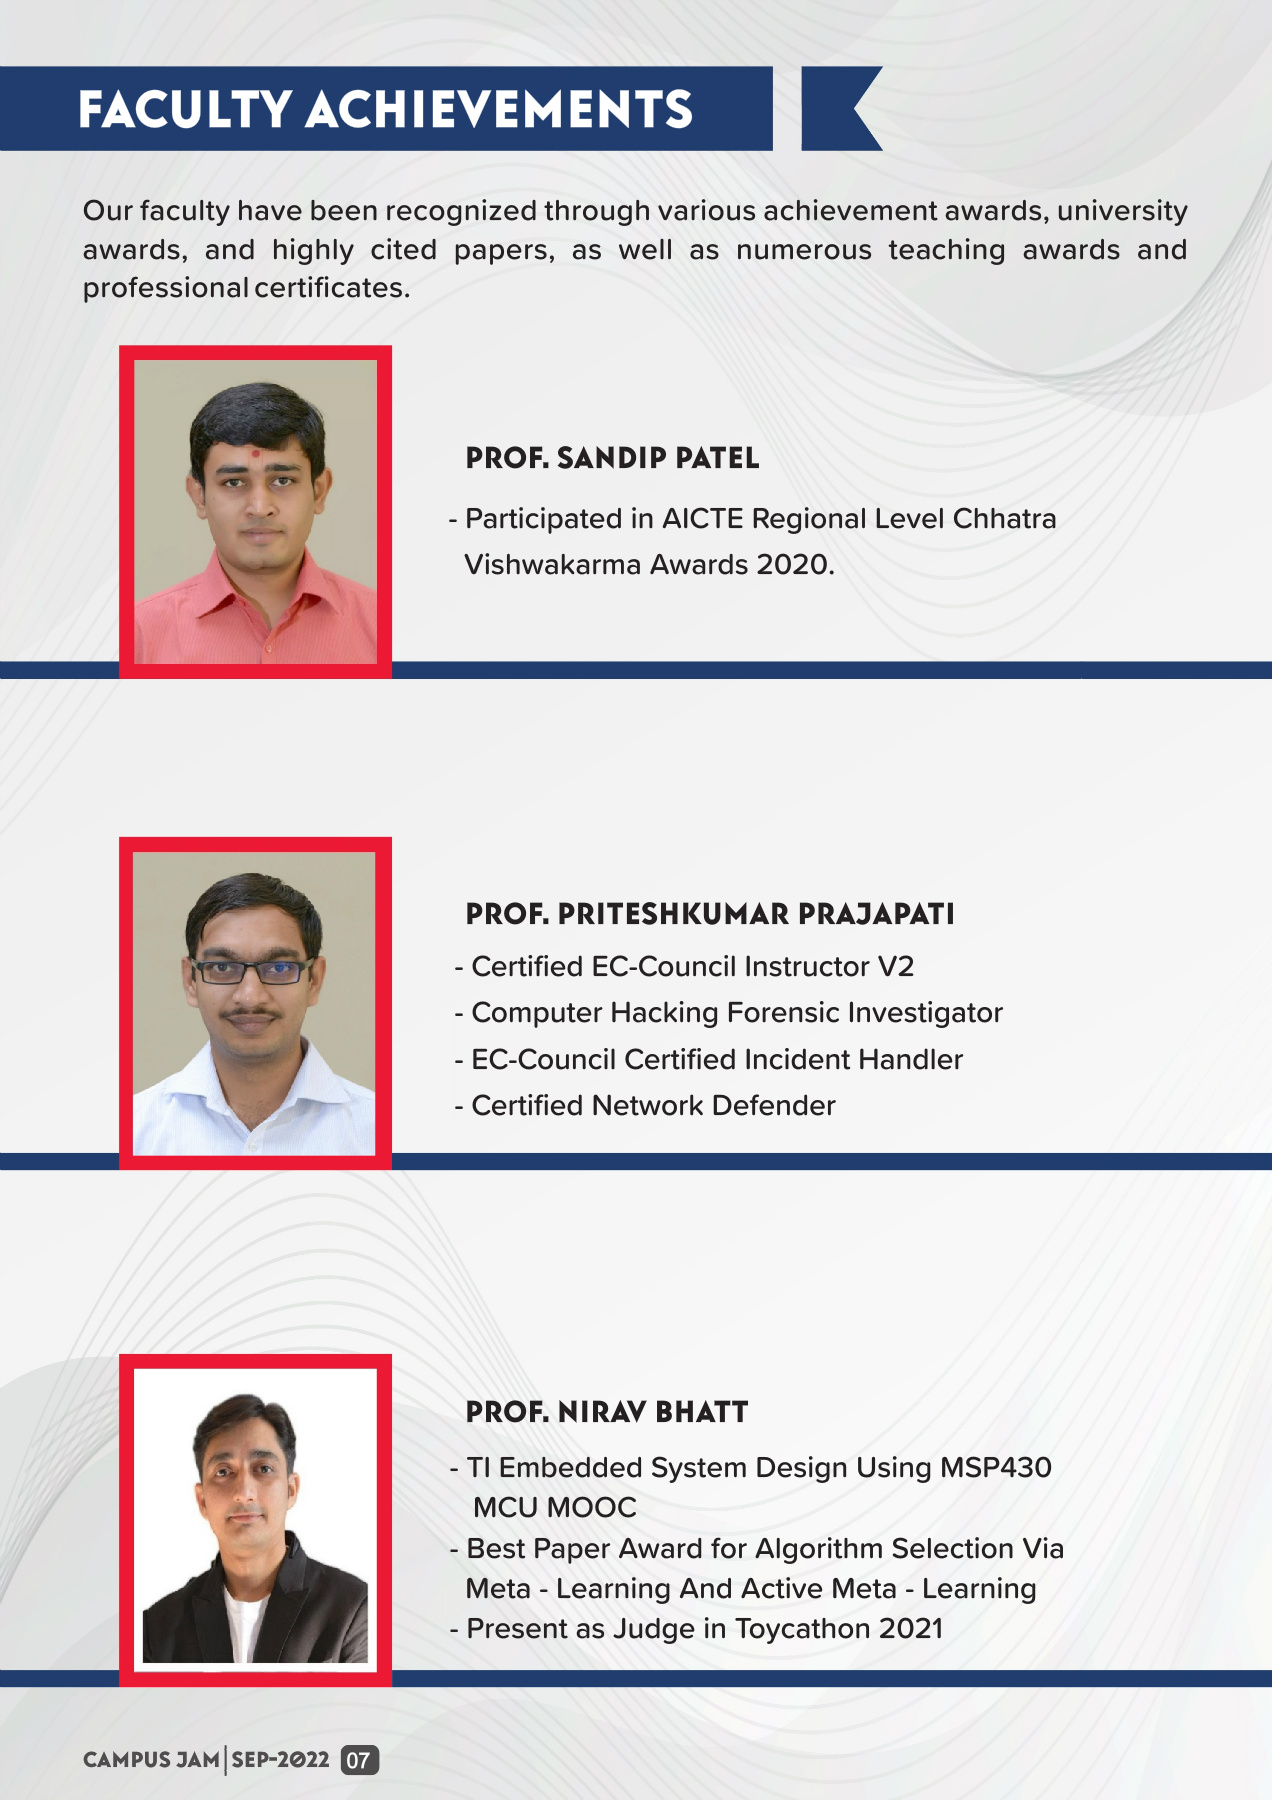 FACULTY ACHIEVEMENTS
Our faculty have been recognized through various achievement awards, university
awards, and highly cited papers, as well as numerous teaching awards and
professional certificates.
PROF. SANDIP PATEL
- Participated in AICTE Regional Level Chhatra
Vishwakarma Awards 2020.
PROF. PRITESHKUMAR PRAJAPATI
- Certified EC-Council Instructor V2
- Computer Hacking Forensic Investigator
- EC-Council Certified Incident Handler
- Certified Network Defender
PROF. NIRAV BHATT
- TI Embedded System Design Using MSP430
MCU MOOC
- Best Paper Award for Algorithm Selection Via
Meta - Learning And Active Meta - Learning
- Present as Judge in Toycathon 2021
CAMPUS JAM|SEP-2022 07